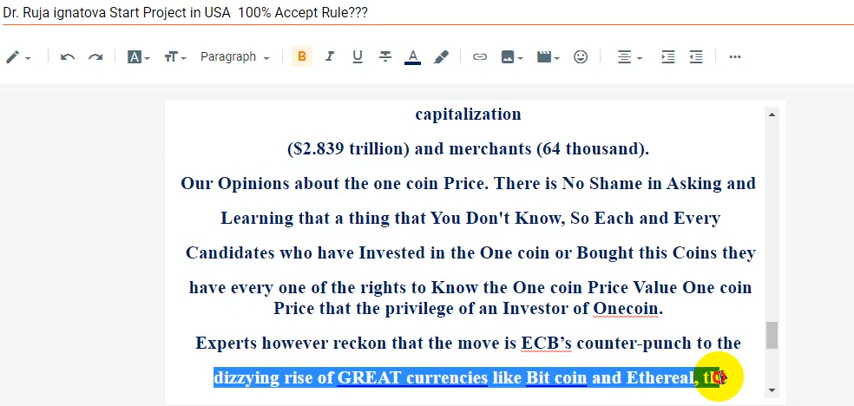 Dr. Ruja ignatova Start Project in USA 100% Accept Rule???
Paragraph
capitalization
($2.839 trillion) and merchants (64 thousand).
Our Opinions about the one coin Price. There is No Shame in Asking and
Learning that a thing that You Don't Know, So Each and Every
Candidates who have Invested in the One coin or Bought this Coins they
have every one of the rights to Know the One coin Price Value One coin
Price that the privilege of an Investor of Onecoin.
Experts however reckon that the move is ECB’s counter-punch to the
dizzying rise of GREAT currencies like Bit coin and Ethereal,